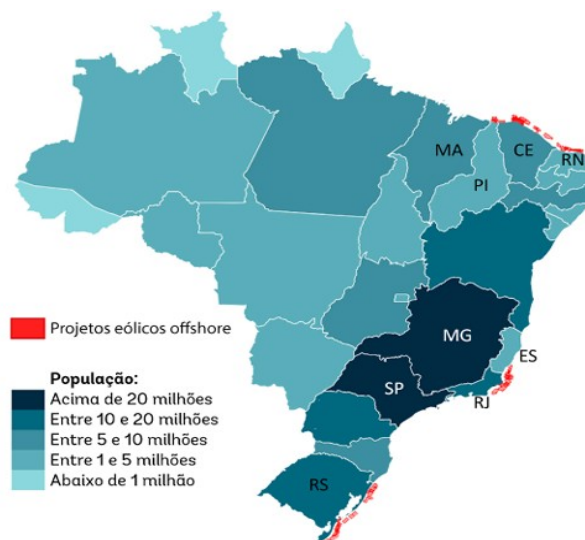 MA
CE
RN
PI
MG
ES
SP
RJ
RS
Projetos eólicos offshore
População:
Acima de 20 milhões
Entre 10 e 20 milhões
Entre 5 e 10 milhões
Entre 1 e 5 milhões
Abaixo de 1 milhão